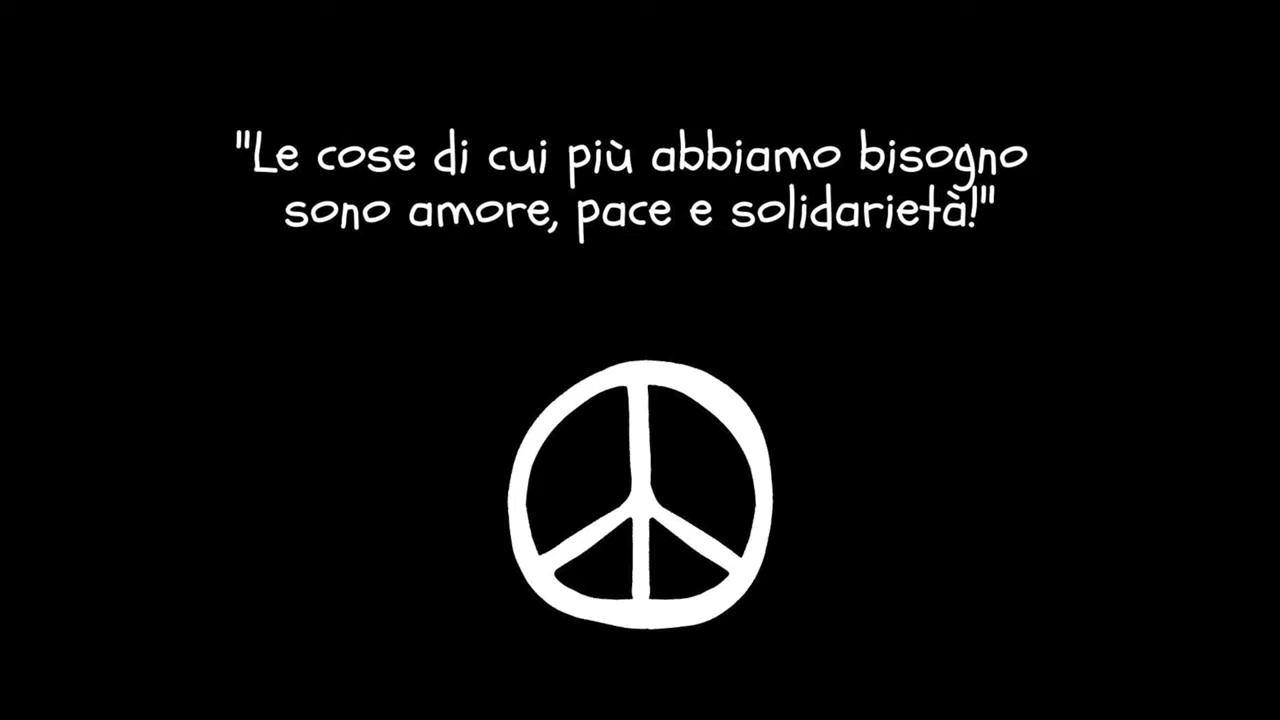 "Le cose di cui più abbiamo bisogno
sono amore, pace e solidarietà!"